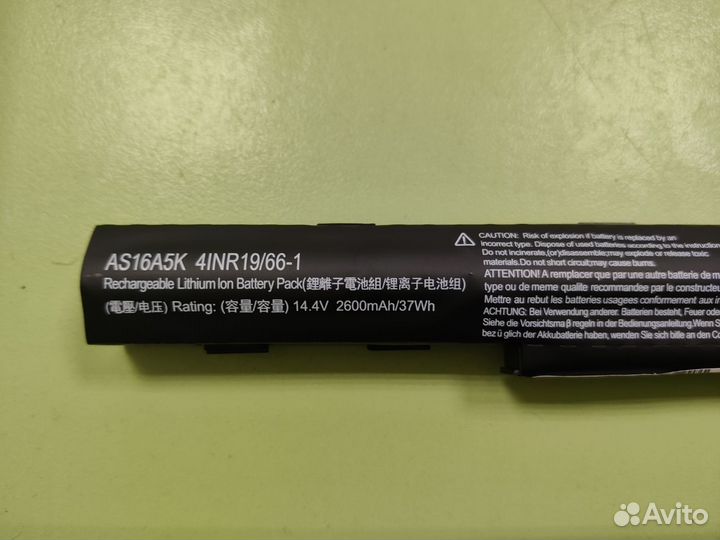 AS16A5K 4INR19/66-1
Rechargeable Lithium Ion Battery Pack(鋰離子電池組/锂离子电池组)
(電壓/电压) Rating: (容量/容量) 14.4V 2600mAh/37Wh
CAUTION: Risk of explosion if battery is replaced by an
incorrect type. Dispose of used batteries according to the instruction
Do not incinerate,(or)disassemble;may explode or release toxic
materials.Do not short circuit;may cause burns.
ATTENTION! A remplacer que par une autre batterie de m
type ou de meme qualite recommandee par le constructe
Mettre au rebut les batteries usagees conformement aux i
ACHTUNG: Bei Verwendung anderer. Batterien besteht, Feuer oder
Siehe die Vorsichtsma β regeln in der Bedienungsanleitung.Wenn Si
bez ü glich der Akkubatterle haben, wenden Sie sich bitte an den Co
Avito